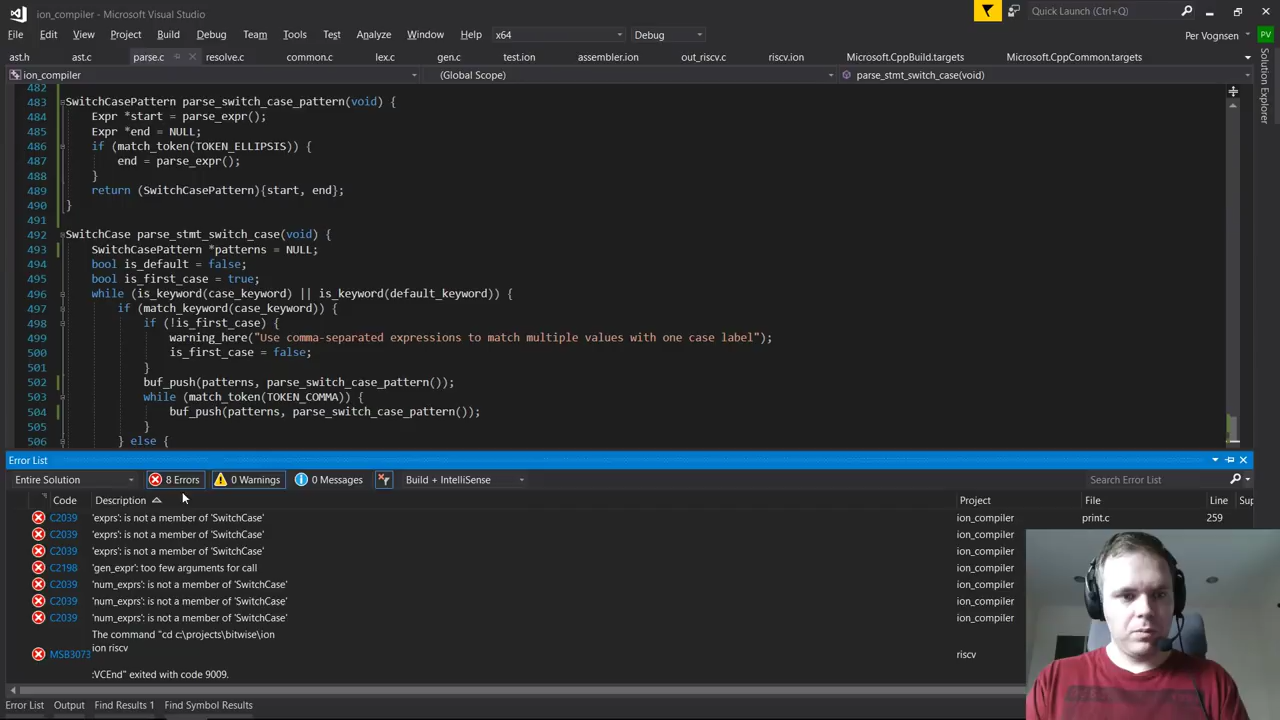 ion_compiler - Microsoft Visual Studio
Quick Launch (Ctrl+Q)
File Edit View Project Build Debug Team Tools Test Analyze Window Help x64 Debug Per Vognsen PV
ast.h ast.c parse.c resolve.c common.c lex.c gen.c test.ion assembler.ion out_riscv.c riscv.ion Microsoft.CppBuild.targets Microsoft.CppCommon.targets
Solution Explorer
ion_compiler (Global Scope) parse_stmt_switch_case(void)
482
483 SwitchCasePattern parse_switch_case_pattern(void) {
484 Expr *start = parse_expr();
485 Expr *end = NULL;
486 if (match_token(TOKEN_ELLIPSIS)) {
487 end = parse_expr();
488 }
489 return (SwitchCasePattern){start, end};
490 }
491
492 SwitchCase parse_stmt_switch_case(void) {
493 SwitchCasePattern *patterns = NULL;
494 bool is_default = false;
495 bool is_first_case = true;
496 while (is_keyword(case_keyword) || is_keyword(default_keyword)) {
497 if (match_keyword(case_keyword)) {
498 if (!is_first_case) {
499 warning_here("Use comma-separated expressions to match multiple values with one case label");
500 is_first_case = false;
501 }
502 buf_push(patterns, parse_switch_case_pattern());
503 while (match_token(TOKEN_COMMA)) {
504 buf_push(patterns, parse_switch_case_pattern());
505 }
506 } else {
Error List
Entire Solution 8 Errors 0 Warnings 0 Messages Build + IntelliSense Search Error List
Code Description Project File Line Sup
C2039 'exprs': is not a member of 'SwitchCase' ion_compiler print.c 259
C2039 'exprs': is not a member of 'SwitchCase' ion_compiler
C2039 'exprs': is not a member of 'SwitchCase' ion_compiler
C2198 'gen_expr': too few arguments for call ion_compiler
C2039 'num_exprs': is not a member of 'SwitchCase' ion_compiler
C2039 'num_exprs': is not a member of 'SwitchCase' ion_compiler
C2039 'num_exprs': is not a member of 'SwitchCase' ion_compiler
The command "cd c:\projects\bitwise\ion
ion riscv
MSB3073 riscv
:VCEnd" exited with code 9009.
Error List Output Find Results 1 Find Symbol Results